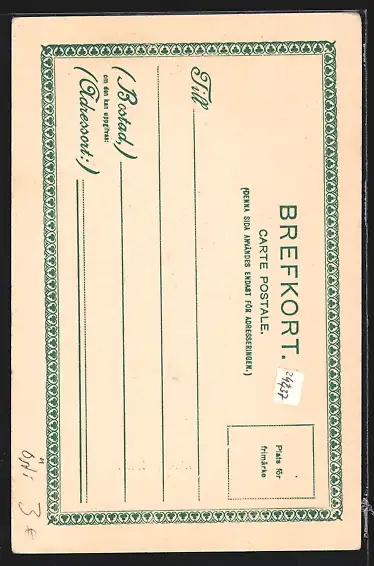 BREFKORT.
CARTE POSTALE.
(DENNA SIDA ANVÄNDES ENDAST FÖR ADRESSERINGEN.)
24237
Plats för
frimärke
Till
(Bostad,)
om den kan uppgifvas:
(Adressort:)
3 €